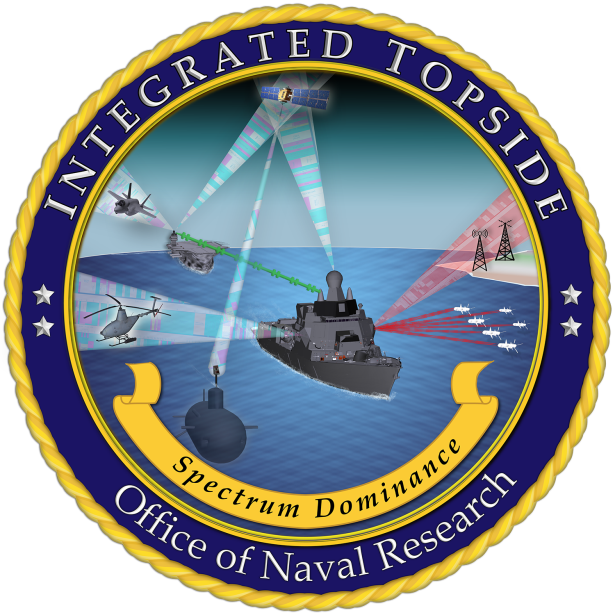 INTEGRATED TOPSIDE
Spectrum Dominance
Office of Naval Research